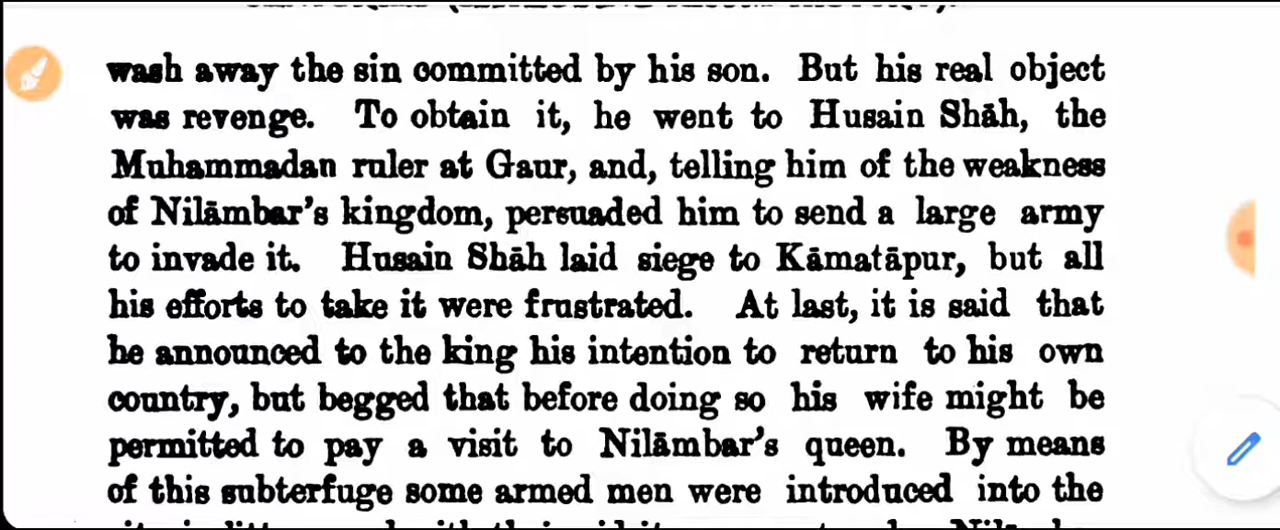 wash away the sin committed by his son. But his real object
was revenge. To obtain it, he went to Husain Shāh, the
Muhammadan ruler at Gaur, and, telling him of the weakness
of Nilāmbar's kingdom, persuaded him to send a large army
to invade it. Husain Shāh laid siege to Kāmatāpur, but all
his efforts to take it were frustrated. At last, it is said that
he announced to the king his intention to return to his own
country, but begged that before doing so his wife might be
permitted to pay a visit to Nilāmbar's queen. By means
of this subterfuge some armed men were introduced into the